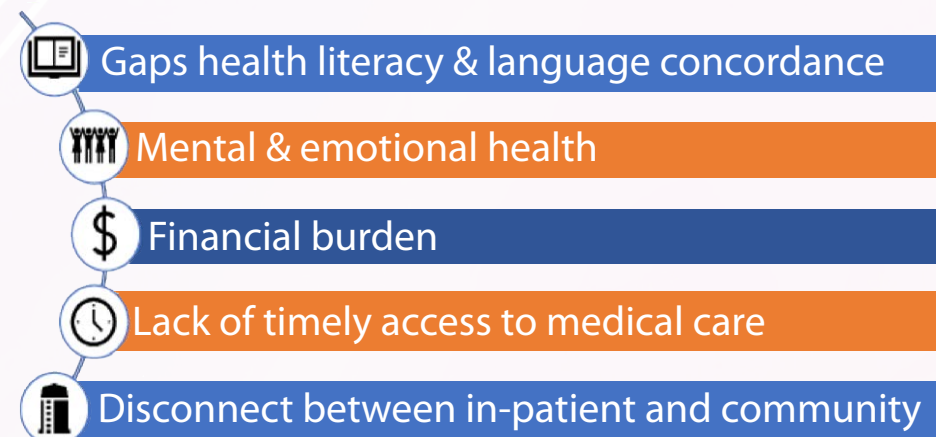 Gaps health literacy & language concordance
Mental & emotional health
$ Financial burden
Lack of timely access to medical care
Disconnect between in-patient and community